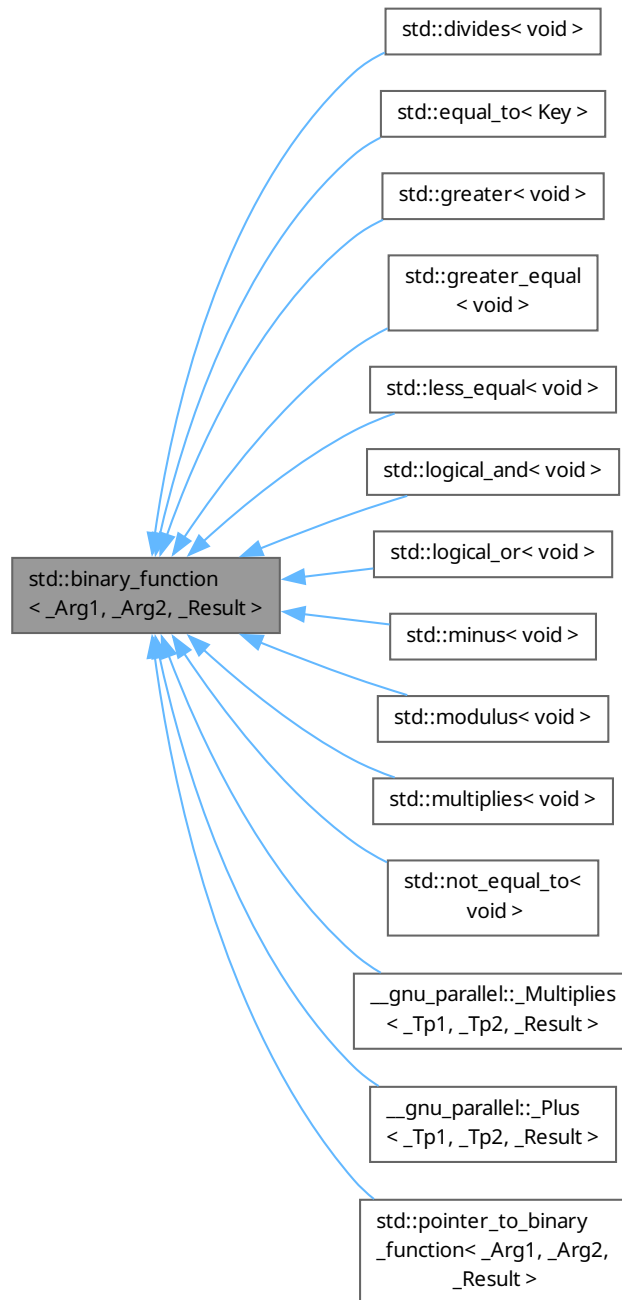 std::divides< void >
std::equal_to< Key >
std::greater< void >
std::greater_equal
< void >
std::less_equal< void >
std::logical_and< void >
std::logical_or< void >
std::binary_function
< _Arg1, _Arg2, _Result >
std::minus< void >
std::modulus< void >
std::multiplies< void >
std::not_equal_to<
void >
__gnu_parallel::_Multiplies
< _Tp1, _Tp2, _Result >
__gnu_parallel::_Plus
< _Tp1, _Tp2, _Result >
std::pointer_to_binary
_function< _Arg1, _Arg2,
_Result >